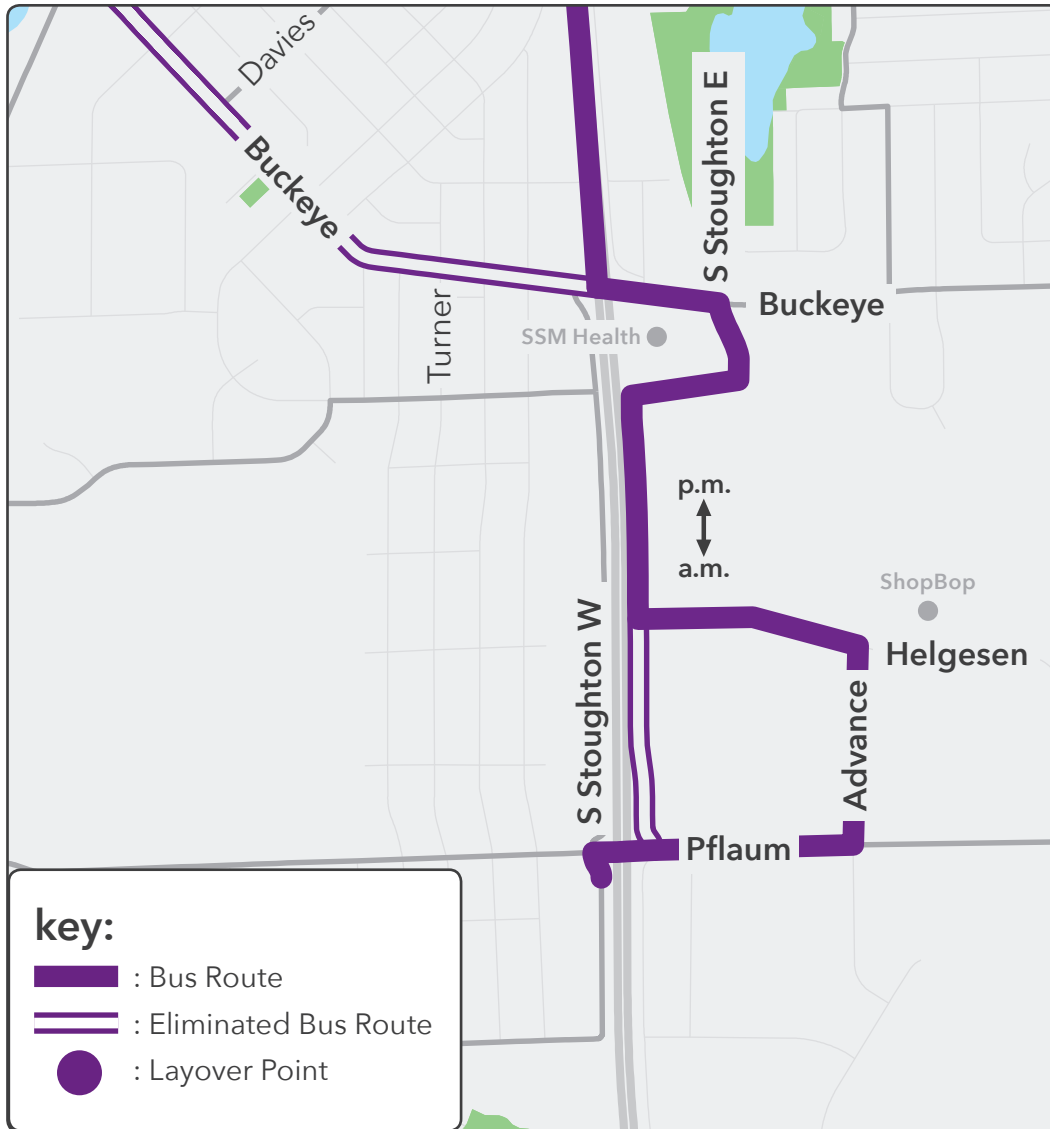 Davies
Buckeye
S Stoughton E
Buckeye
SSM Health
Turner
p.m.
a.m.
ShopBop
S Stoughton W
Helgesen
Advance
Pflaum
key:
: Bus Route
: Eliminated Bus Route
: Layover Point